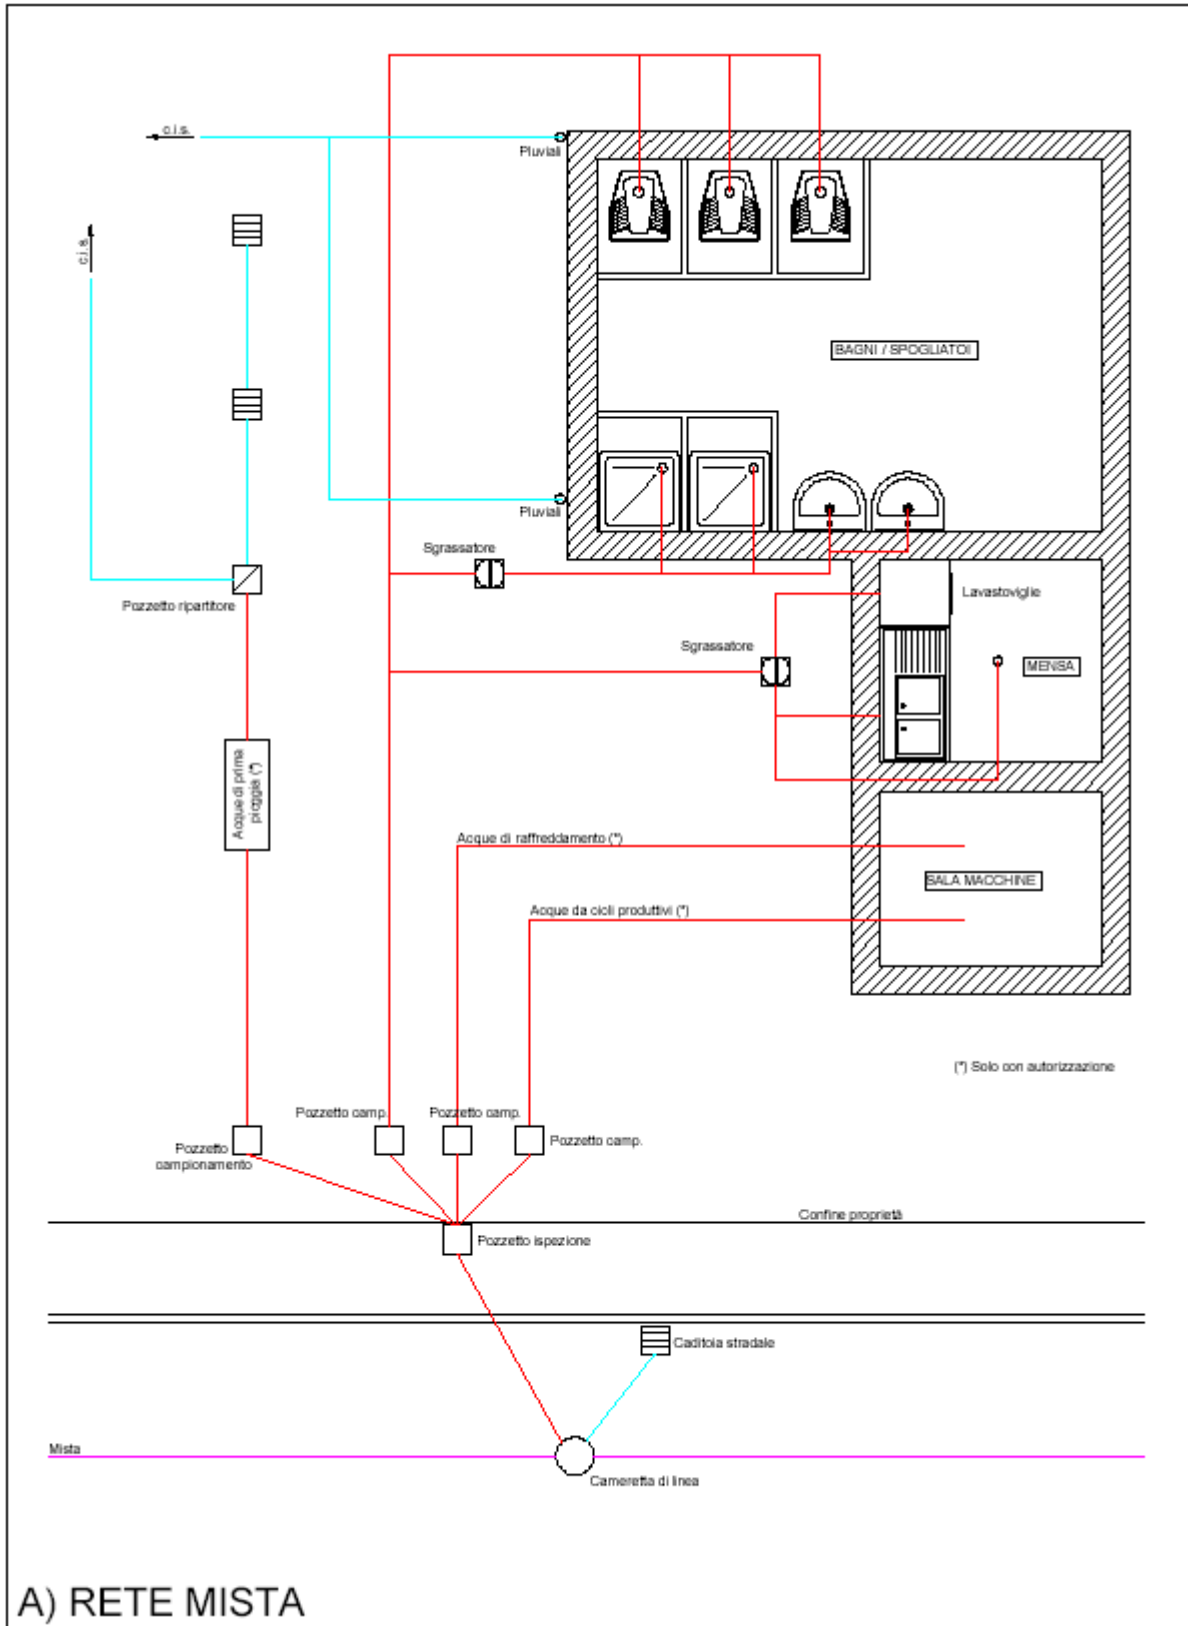 c.i.s.
Pluviali
c.i.s
BAGNI / SPOGLIATOI
Pluviali
Sgrassatore
Lavastoviglie
Pozzetto ripartitore
Sgrassatore
MENSA
Acque di prima
pioggia (*)
Acque di raffreddamento (*)
SALA MACCHINE
Acque da cicli produttivi (*)
(*) Solo con autorizzazione
Pozzetto camp.
Pozzetto camp.
Pozzetto camp.
Pozzetto
campionamento
Confine proprietà
Pozzetto ispezione
Caditoia stradale
Mista
Cameretta di linea
A) RETE MISTA